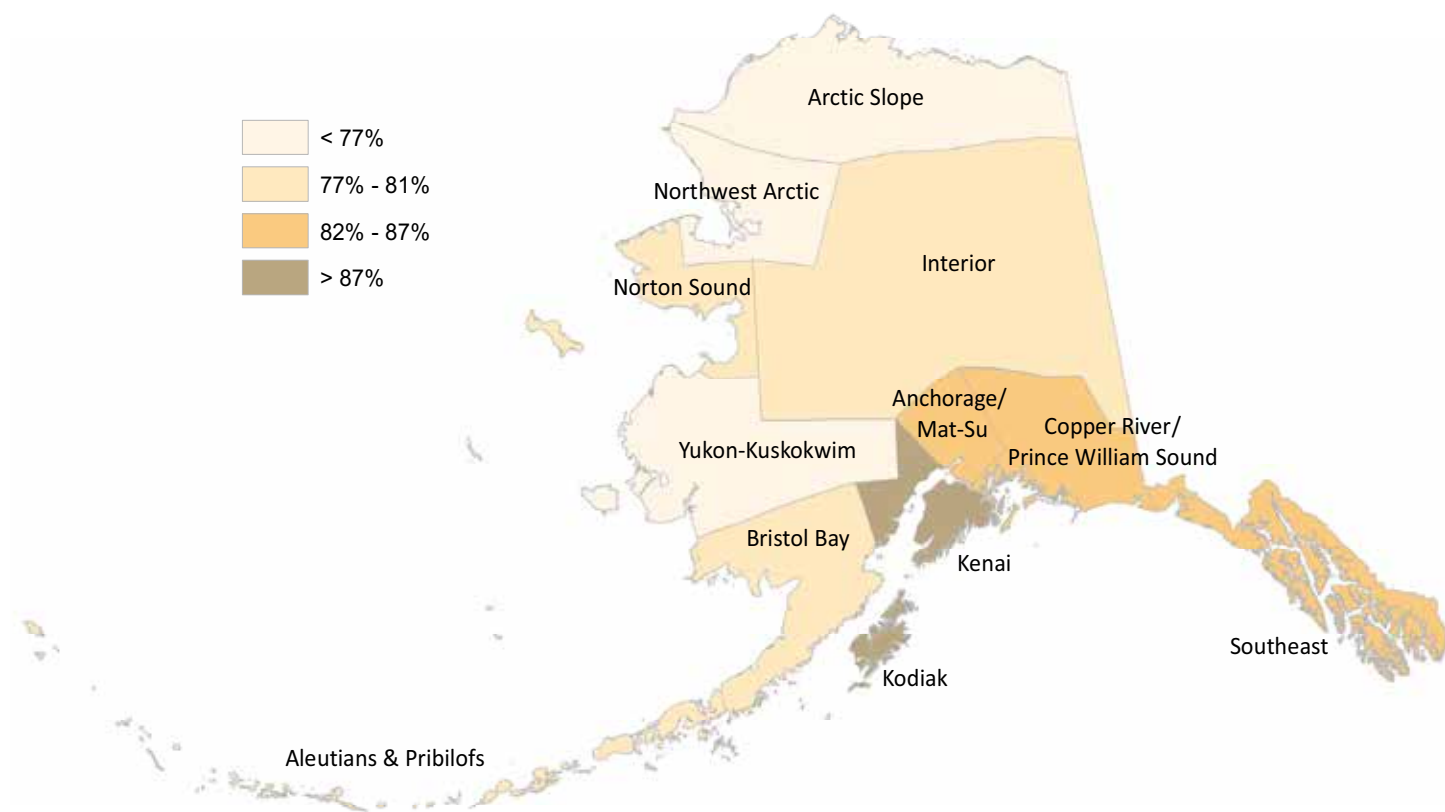 Arctic Slope
< 77%
77% - 81%
Northwest Arctic
82% - 87%
Interior
> 87%
Norton Sound
Anchorage/
Mat-Su
Copper River/
Prince William Sound
Yukon-Kuskokwim
Bristol Bay
Kenai
Southeast
Kodiak
Aleutians & Pribilofs